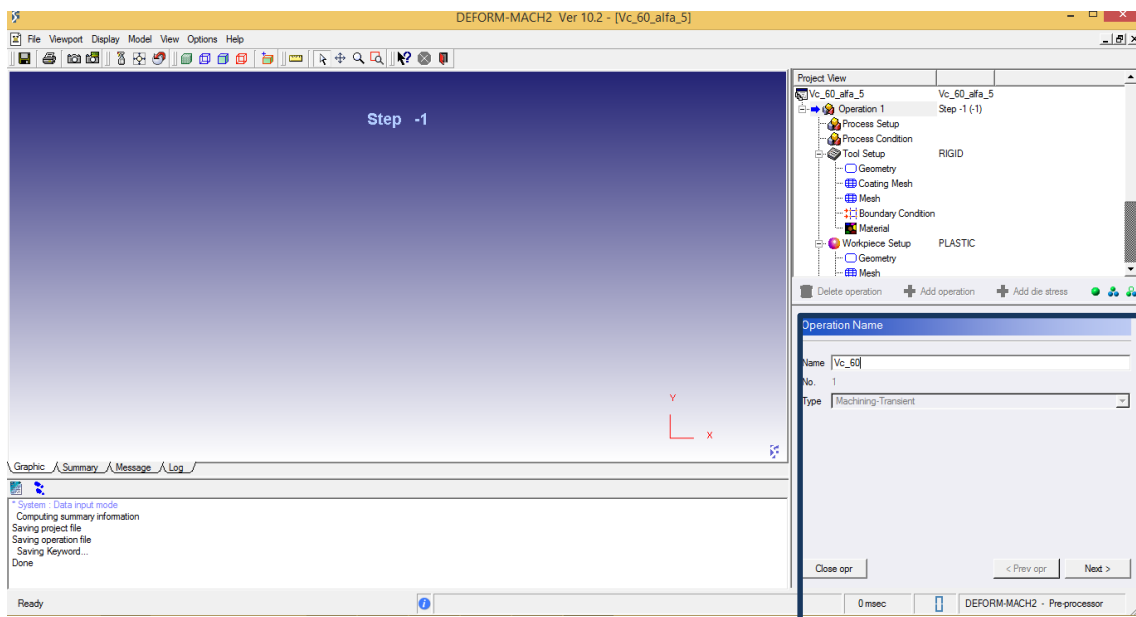 DEFORM-MACH2 Ver 10.2 - [Vc_60_alfa_5]
File Viewport Display Model View Options Help
Step -1
Y
X
Project View
Vc_60_alfa_5 Vc_60_alfa_5
Operation 1 Step -1 (-1)
Process Setup
Process Condition
Tool Setup RIGID
Geometry
Coating Mesh
Mesh
Boundary Condition
Material
Workpiece Setup PLASTIC
Geometry
Mesh
Delete operation Add operation Add die stress
Operation Name
Name Vc_60
No. 1
Type Machining-Transient
Close opr < Prev opr Next >
Graphic Summary Message Log
* System : Data input mode
Computing summary information
Saving project file
Saving operation file
Saving Keyword...
Done
Ready 0 msec DEFORM-MACH2 - Pre-processor